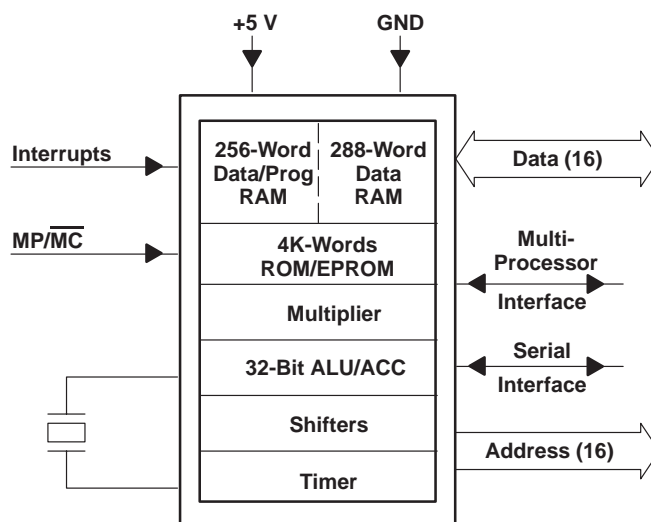 +5 V
GND
Interrupts
256-Word
Data/Prog
RAM
288-Word
Data
RAM
Data (16)
MP/M̅C̅
4K-Words
ROM/EPROM
Multi-
Processor
Interface
Multiplier
32-Bit ALU/ACC
Serial
Interface
Shifters
Address (16)
Timer